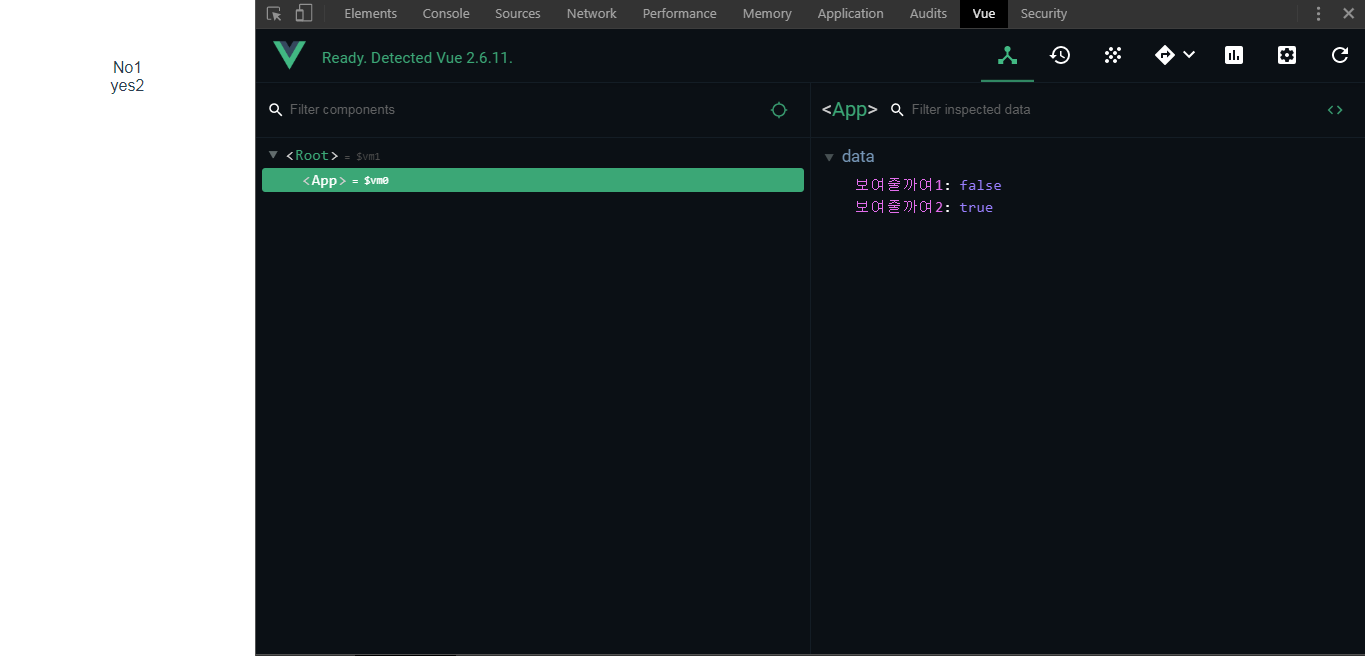 Elements Console Sources Network Performance Memory Application Audits Vue Security
No1
yes2
Ready. Detected Vue 2.6.11.
Filter components
<Root> = $vm1
<App> = $vm0
<App> Filter inspected data
data
보여줄까여1: false
보여줄까여2: true